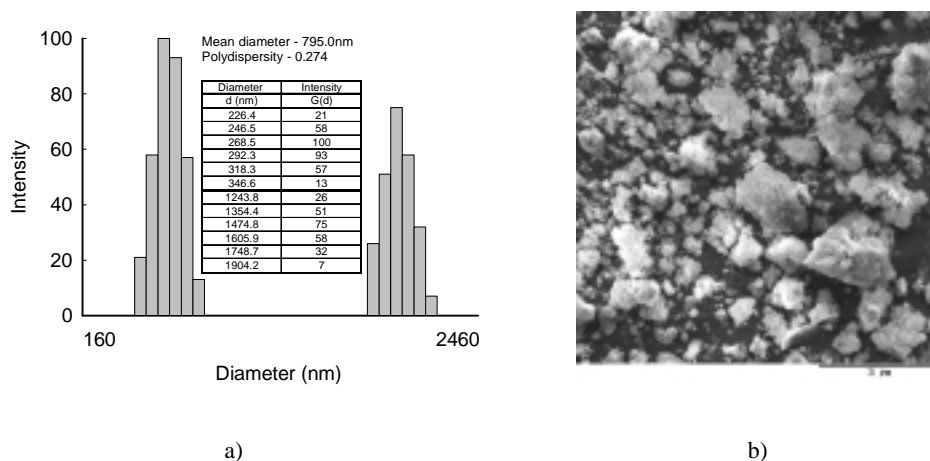 100
80
60
40
20
0
Intensity
160
2460
Diameter (nm)
Mean diameter - 795.0nm
Polydispersity - 0.274
Diameter Intensity
d (nm) G(d)
226.4 21
246.5 58
268.5 100
292.3 93
318.3 57
346.6 13
1243.8 26
1354.4 51
1474.8 75
1605.9 58
1748.7 32
1904.2 7
a)
b)